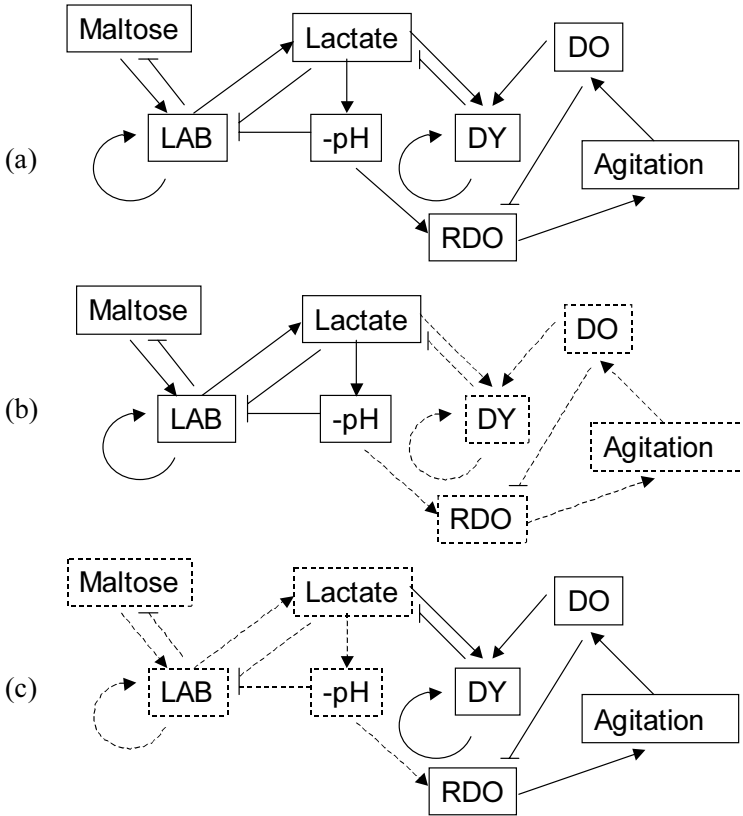 Maltose
Lactate
DO
LAB
-pH
DY
(a)
Agitation
RDO
Maltose
Lactate
DO
LAB
-pH
DY
(b)
Agitation
RDO
Maltose
Lactate
DO
LAB
-pH
DY
(c)
Agitation
RDO